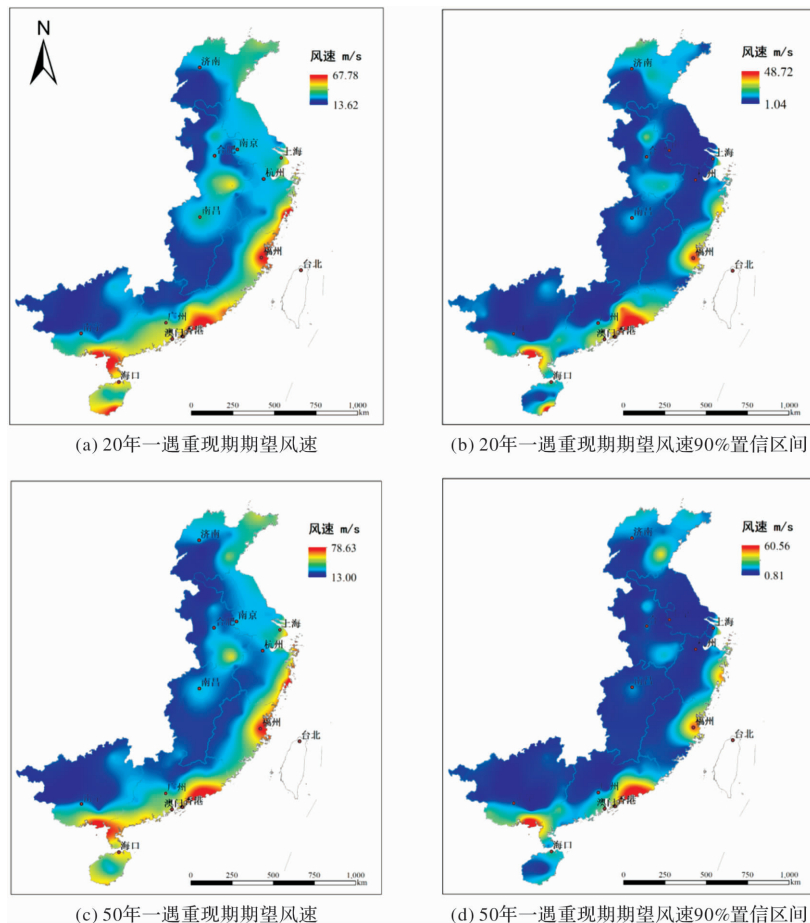 N
济南
风速 m/s
67.78
13.62
南京
上海
杭州
南昌
福州
台北
广州
澳门
香港
海口
0 250 500 750 1,000
km
(a) 20年一遇重现期期望风速
济南
风速 m/s
48.72
1.04
上海
杭州
南昌
福州
台北
广州
澳门
香港
海口
0 250 500 750 1,000
km
(b) 20年一遇重现期期望风速90%置信区间
济南
风速 m/s
78.63
13.00
南京
上海
杭州
南昌
福州
台北
广州
澳门
香港
海口
0 250 500 750 1,000
km
(c) 50年一遇重现期期望风速
济南
风速 m/s
60.56
0.81
上海
杭州
福州
台北
广州
澳门
香港
海口
0 250 500 750 1,000
km
(d) 50年一遇重现期期望风速90%置信区间